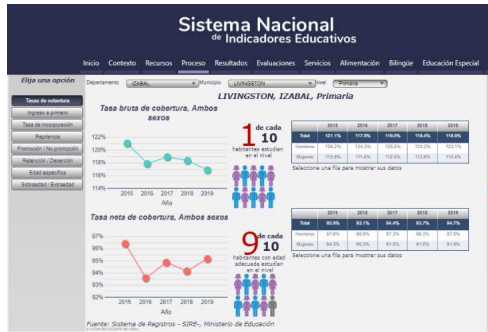 Sistema Nacional
de Indicadores Educativos
Inicio Contexto Recursos Proceso Resultados Evaluaciones Servicios Alimentación Bilingüe Educación Especial
Elija una opción
Departamento IZABAL Municipio LIVINGSTON Nivel Primaria
LIVINGSTON, IZABAL, Primaria
Tasas de cobertura
Ingreso a primero
Tasa de incorporación
Repitencia
Promoción / No promoción
Retención / Deserción
Edad específica
Sobreedad / Extraedad
Tasa bruta de cobertura, Ambos
sexos
122%
120%
118%
116%
114%
2015 2016 2017 2018 2019
Año
1 de cada
10
habitantes estudian
en el nivel
2015 2016 2017 2018 2019
Total 121.1% 117.9% 119.0% 118.4%
Hombres
Mujeres
Seleccione una fila para mostrar sus datos.
Tasa neta de cobertura, Ambos sexos
97%
96%
95%
94%
93%
92%
2015 2016 2017 2018 2019
Año
9 de cada
10
habitantes con edad
adecuada estudian
en el nivel
2015 2016 2017 2018 2019
Total 93.7%
Hombres
Mujeres
Seleccione una fila para mostrar sus datos.
Fuente: Sistema de Registros - SIRE-, Ministerio de Educación